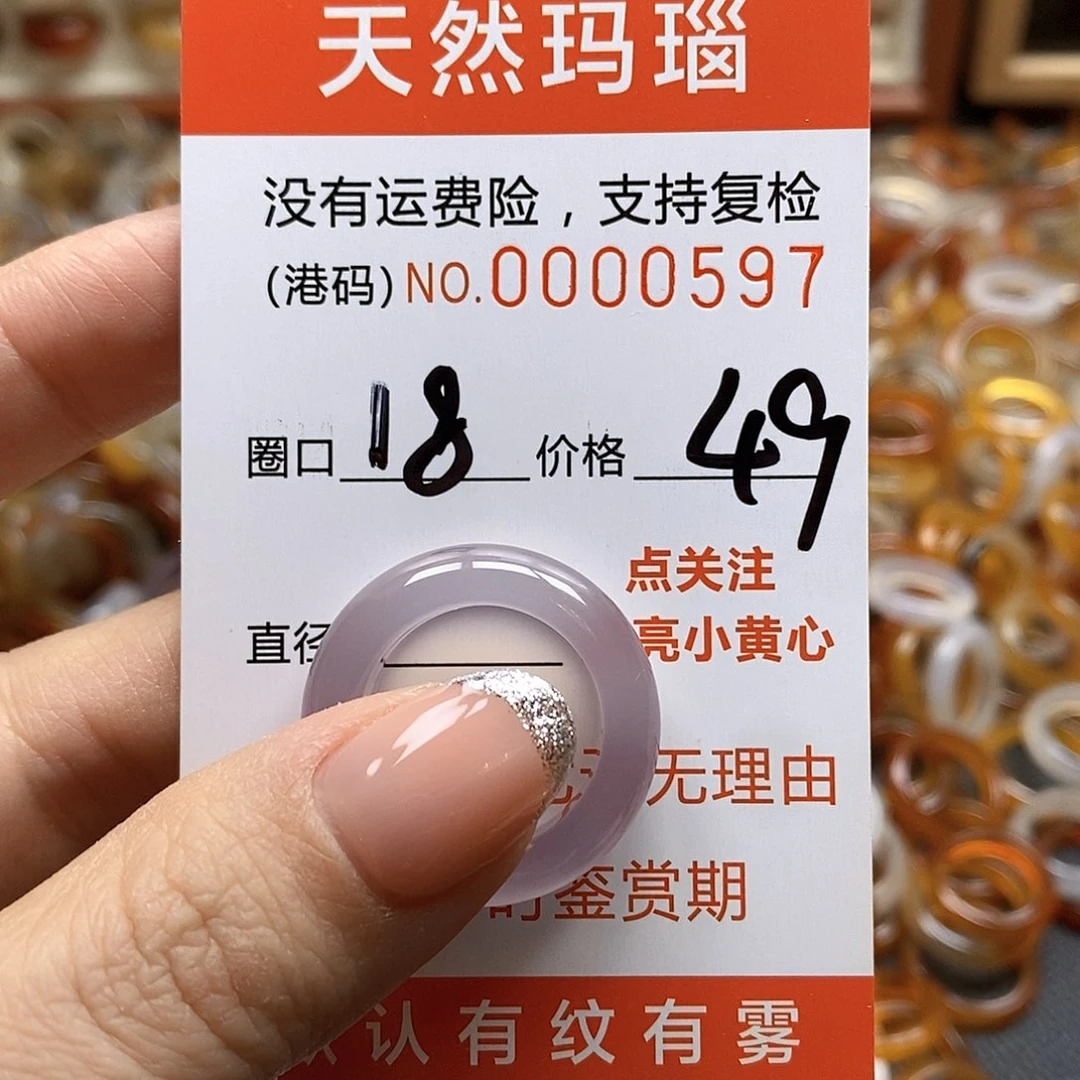 天然玛瑙
没有运费险，支持复检
(港码) NO.0000597
圈口 18 价格 49
点关注
直径 亮小黄心
无理由
鉴赏期
认有纹有雾